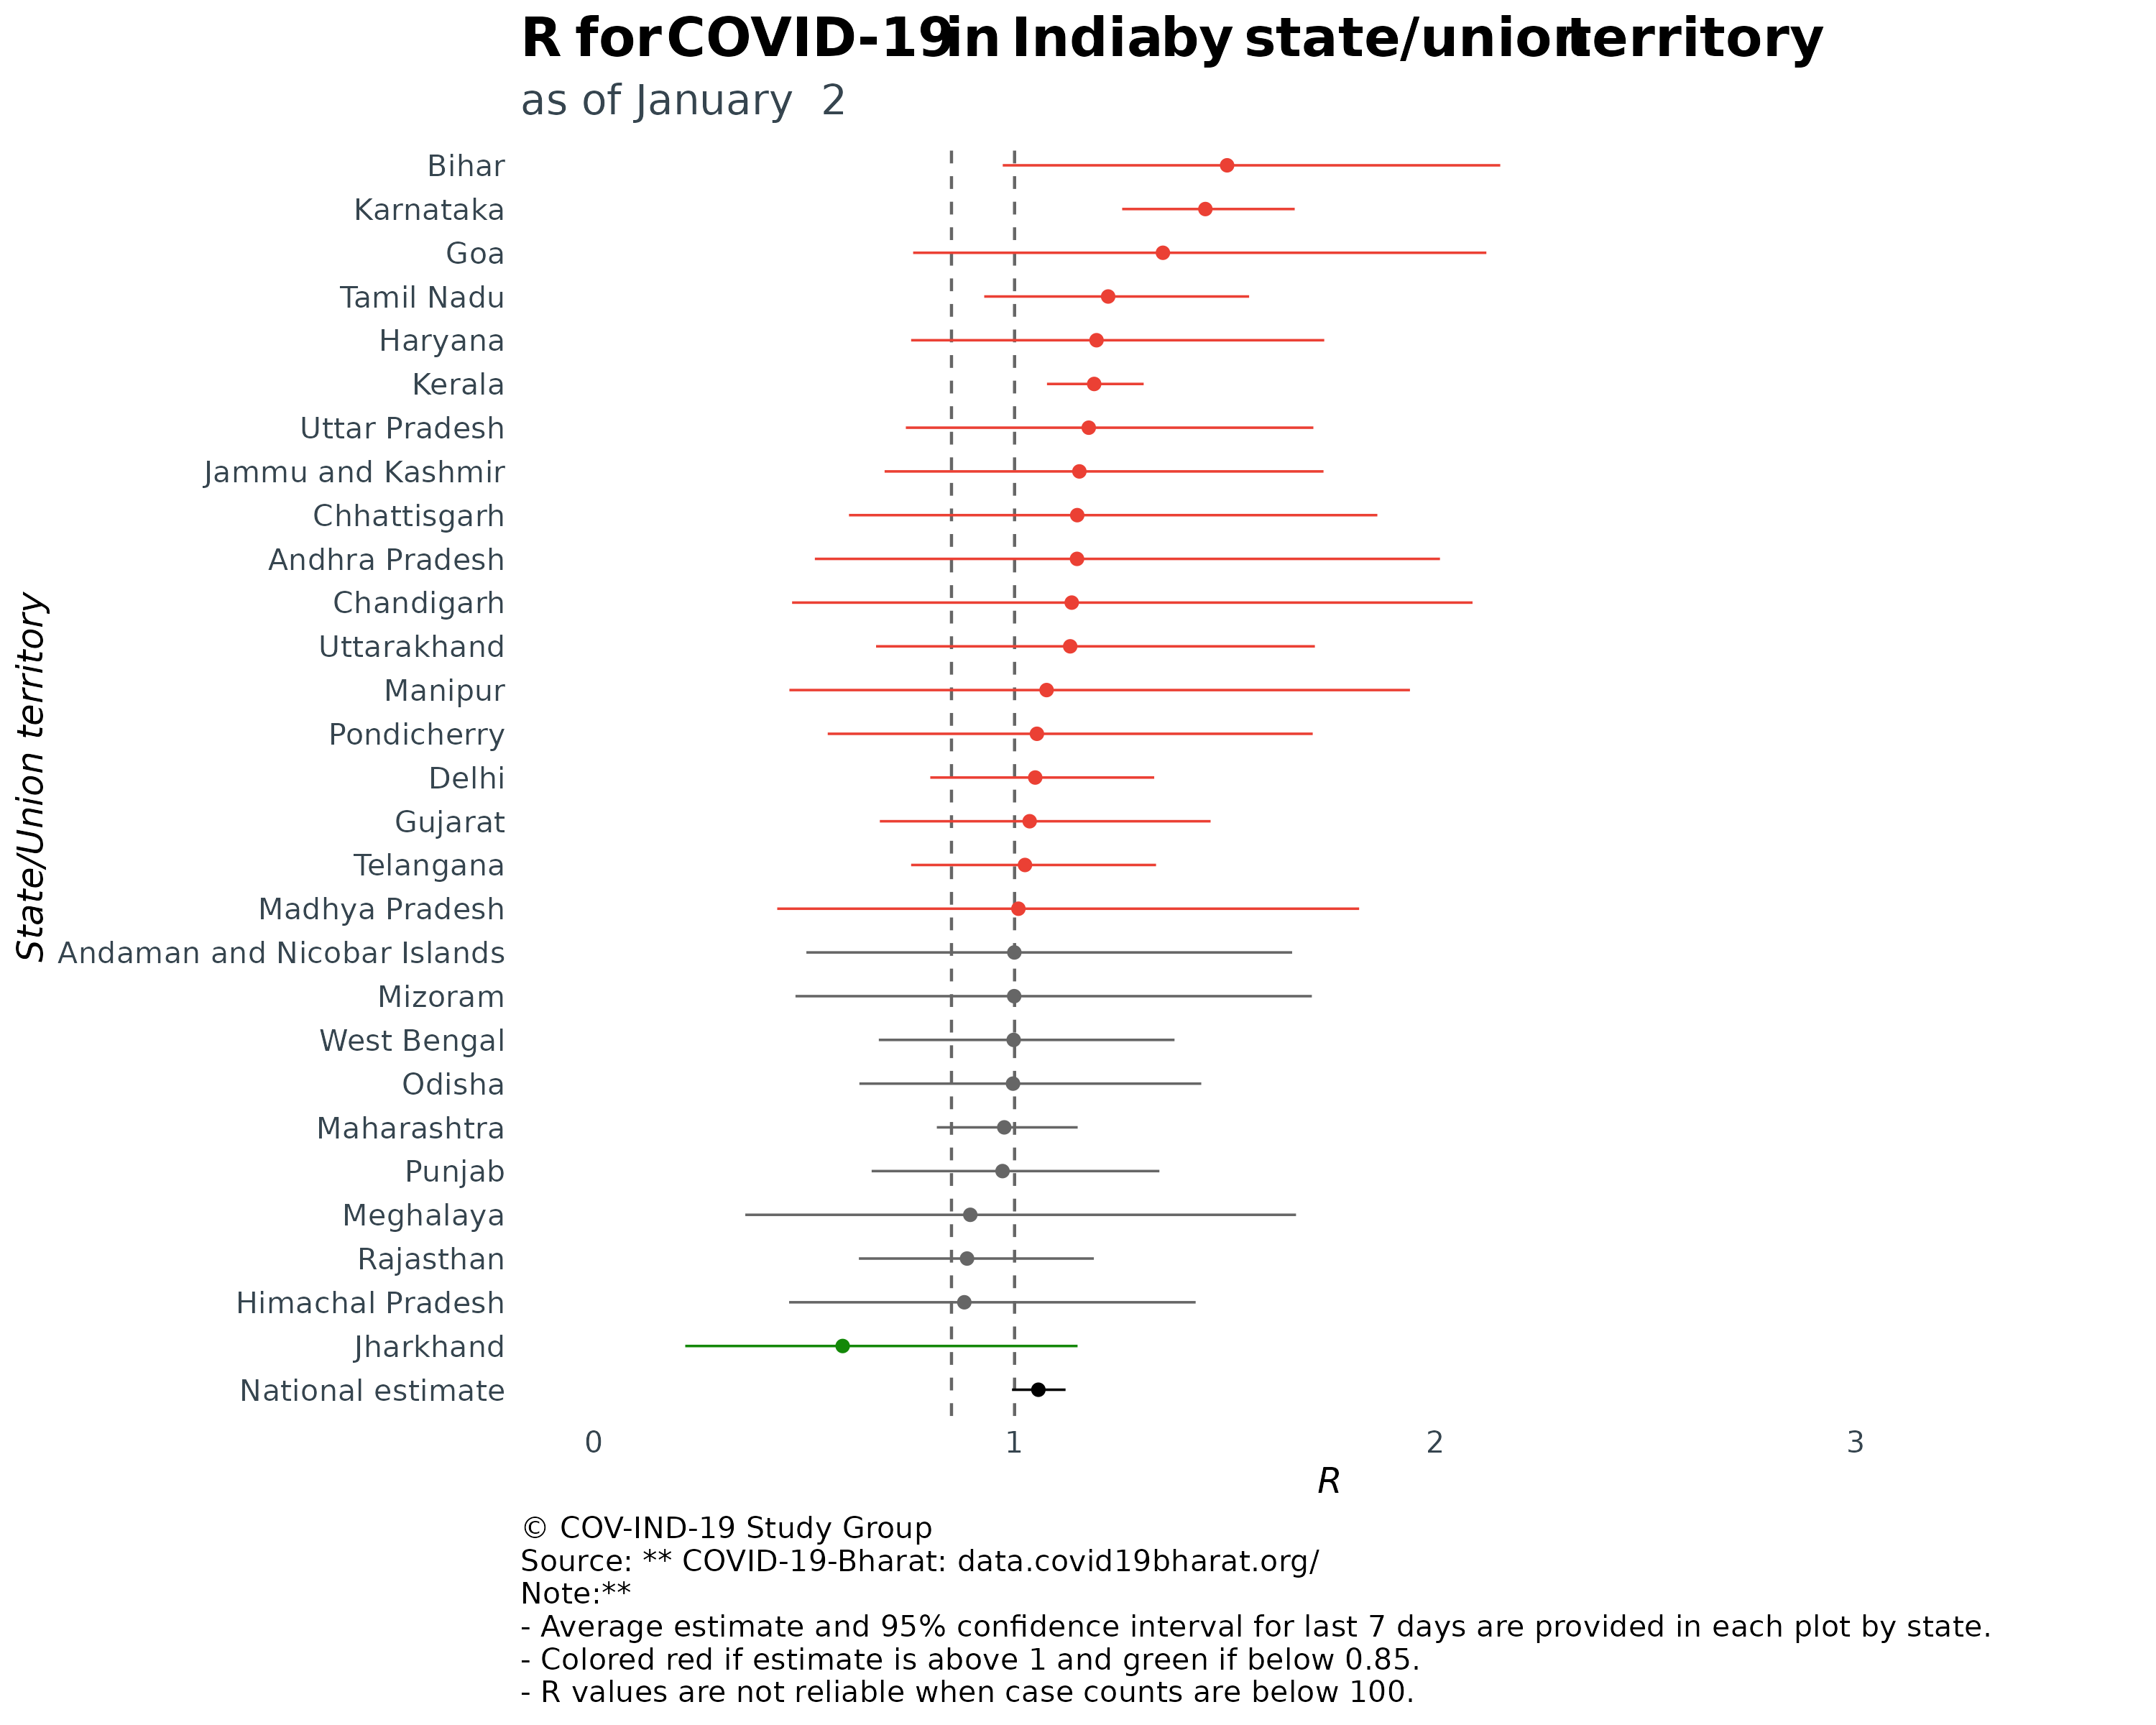 R for COVID-19 in India by state/union territory
as of January 2
Bihar
Karnataka
Goa
Tamil Nadu
Haryana
Kerala
Uttar Pradesh
Jammu and Kashmir
Chhattisgarh
Andhra Pradesh
Chandigarh
Uttarakhand
Manipur
Pondicherry
Delhi
Gujarat
Telangana
Madhya Pradesh
Andaman and Nicobar Islands
Mizoram
West Bengal
Odisha
Maharashtra
Punjab
Meghalaya
Rajasthan
Himachal Pradesh
Jharkhand
National estimate
State/Union territory
0 1 2 3
R
© COV-IND-19 Study Group
Source: ** COVID-19-Bharat: data.covid19bharat.org/
Note:**
- Average estimate and 95% confidence interval for last 7 days are provided in each plot by state.
- Colored red if estimate is above 1 and green if below 0.85.
- R values are not reliable when case counts are below 100.